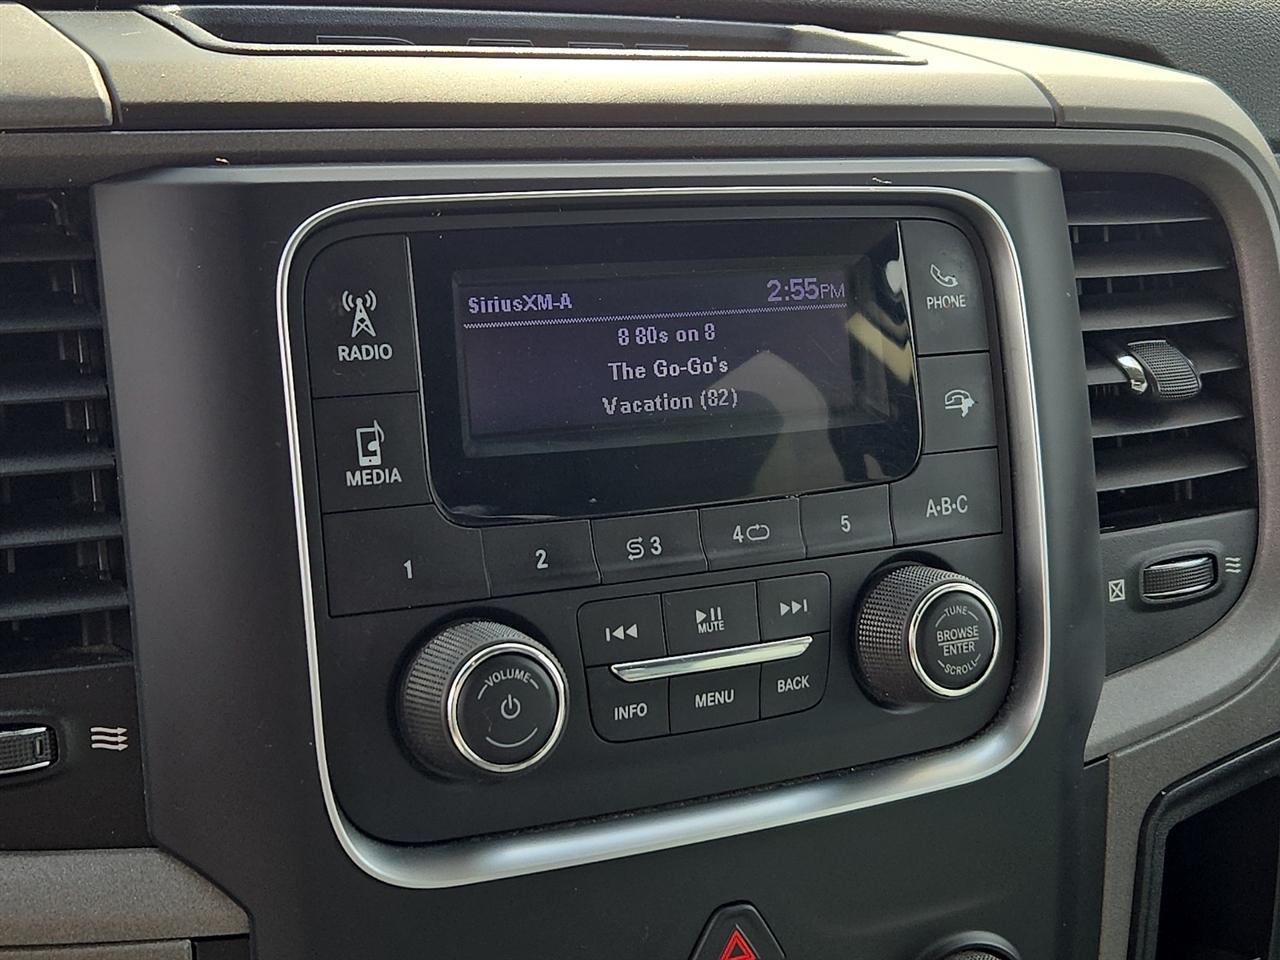 SiriusXM-A 2:55PM
8 80s on 8
The Go-Go's
Vacation (82)
RADIO
MEDIA
PHONE
1
2
3
4
5
A·B·C
MUTE
INFO
MENU
BACK
VOLUME
TUNE
BROWSE
ENTER
SCROLL